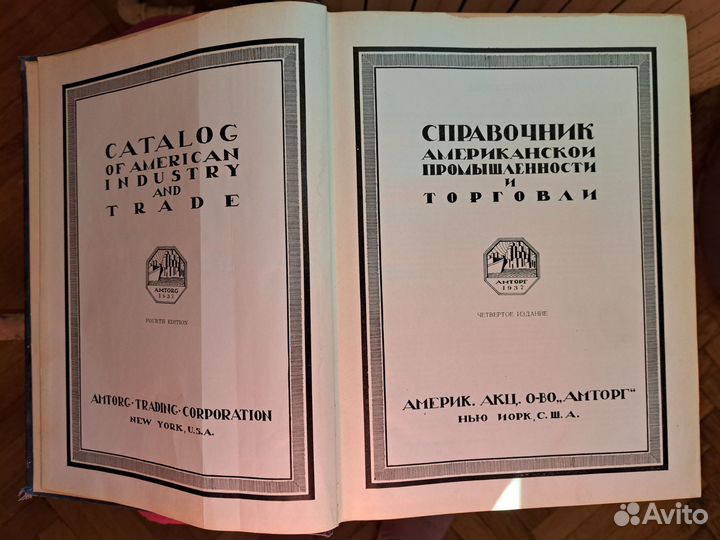 CATALOG
OF AMERICAN
INDUSTRY
AND
TRADE
AMTORG
1937
FOURTH EDITION
AMTORG·TRADING·CORPORATION
NEW YORK, U.S.A.
СПРАВОЧНИК
АМЕРИКАНСКОЙ
ПРОМЫШЛЕННОСТИ
И
ТОРГОВЛИ
АМТОРГ
1937
ЧЕТВЕРТОЕ ИЗДАНИЕ
АМЕРИК. АКЦ. О-ВО „АМТОРГ"
НЬЮ ИОРК, С. Ш. А.
Avito